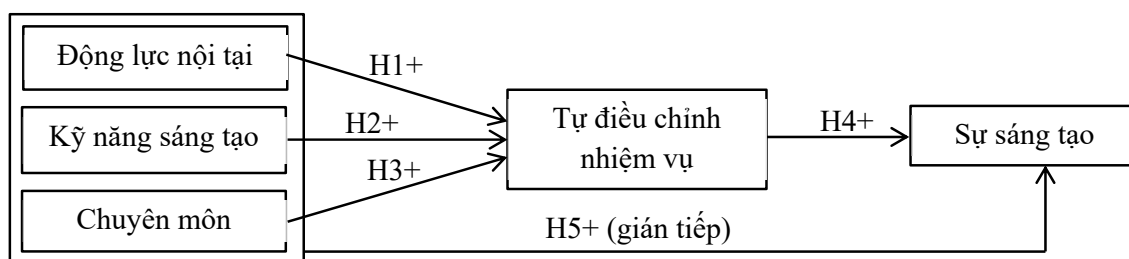 Động lực nội tại
H1+
Kỹ năng sáng tạo
H2+
Chuyên môn
H3+
Tự điều chỉnh
nhiệm vụ
H4+
Sự sáng tạo
H5+ (gián tiếp)